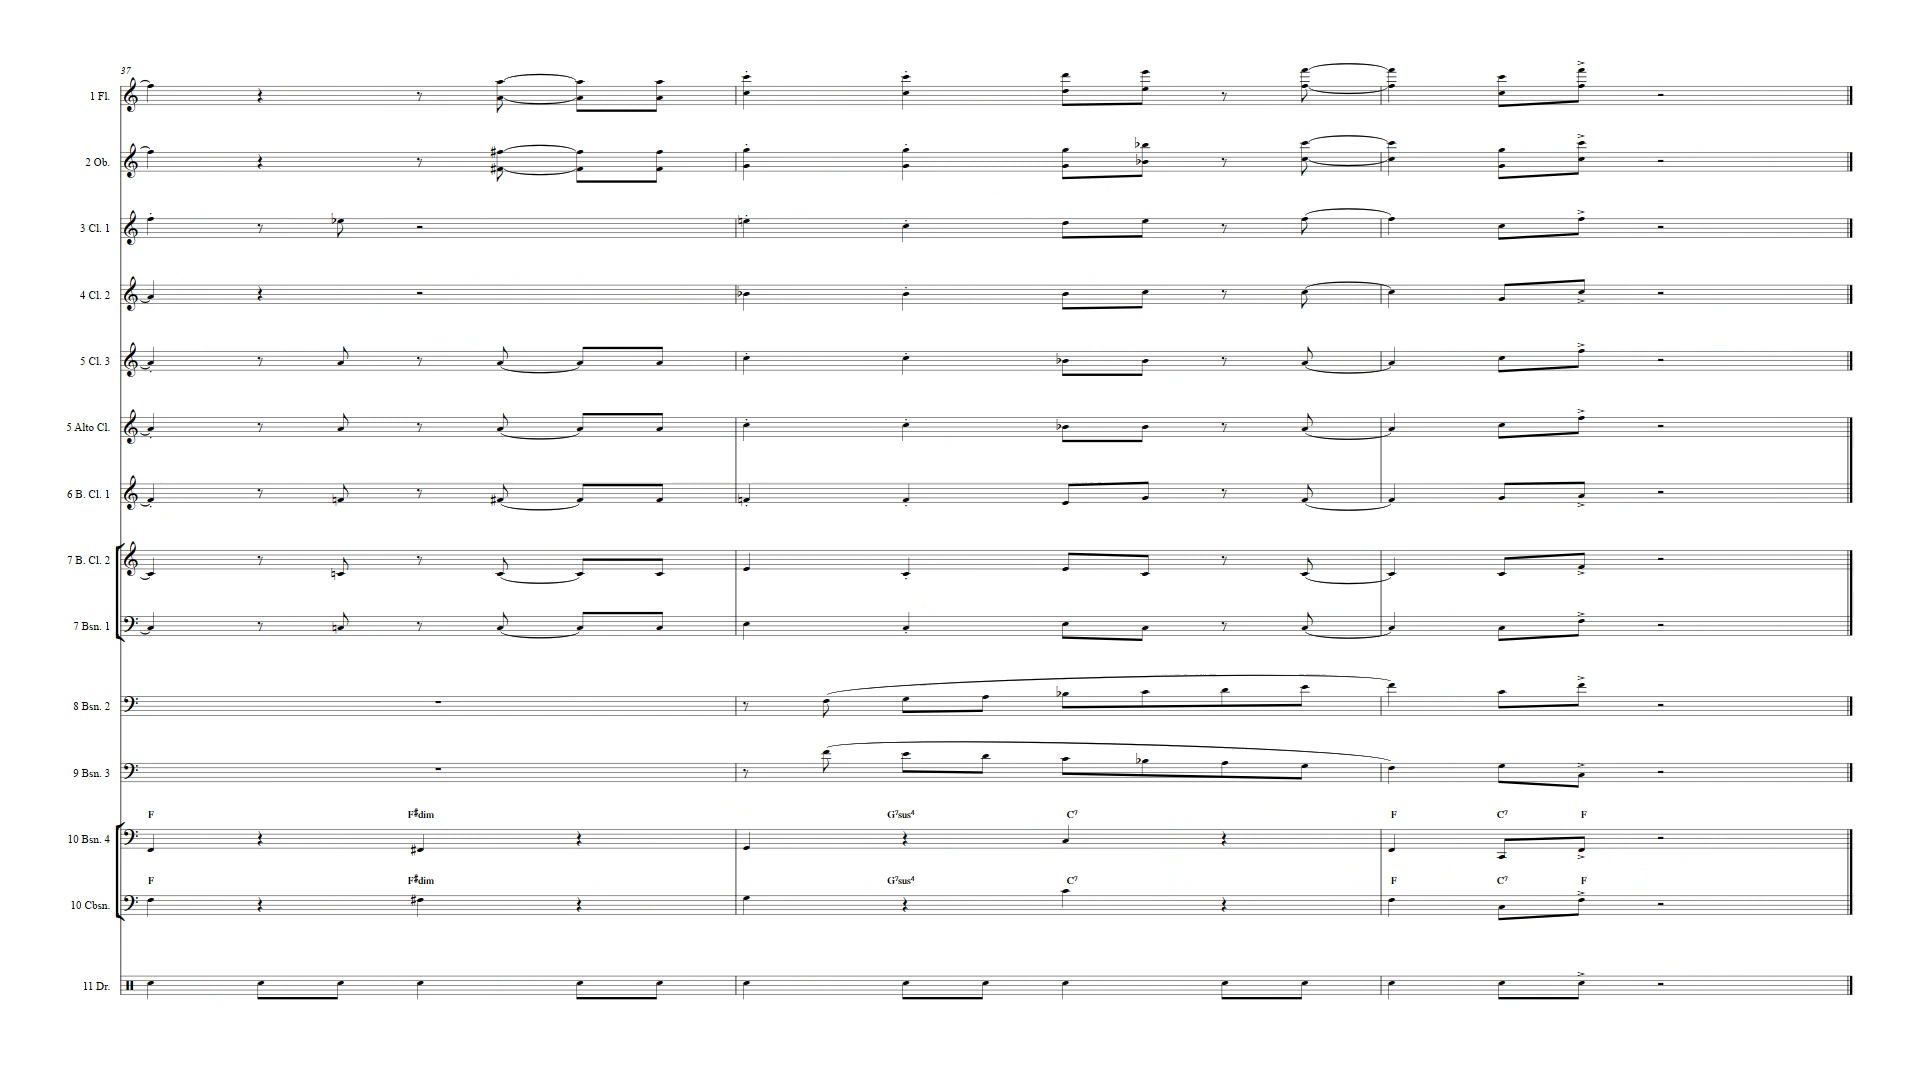 37
1 Fl.
2 Ob.
3 Cl. 1
4 Cl. 2
5 Cl. 3
5 Alto Cl.
6 B. Cl. 1
7 B. Cl. 2
7 Bsn. 1
8 Bsn. 2
9 Bsn. 3
F F♯dim G⁷sus⁴ C⁷ F C⁷ F
10 Bsn. 4
F F♯dim G⁷sus⁴ C⁷ F C⁷ F
10 Cbsn.
11 Dr.